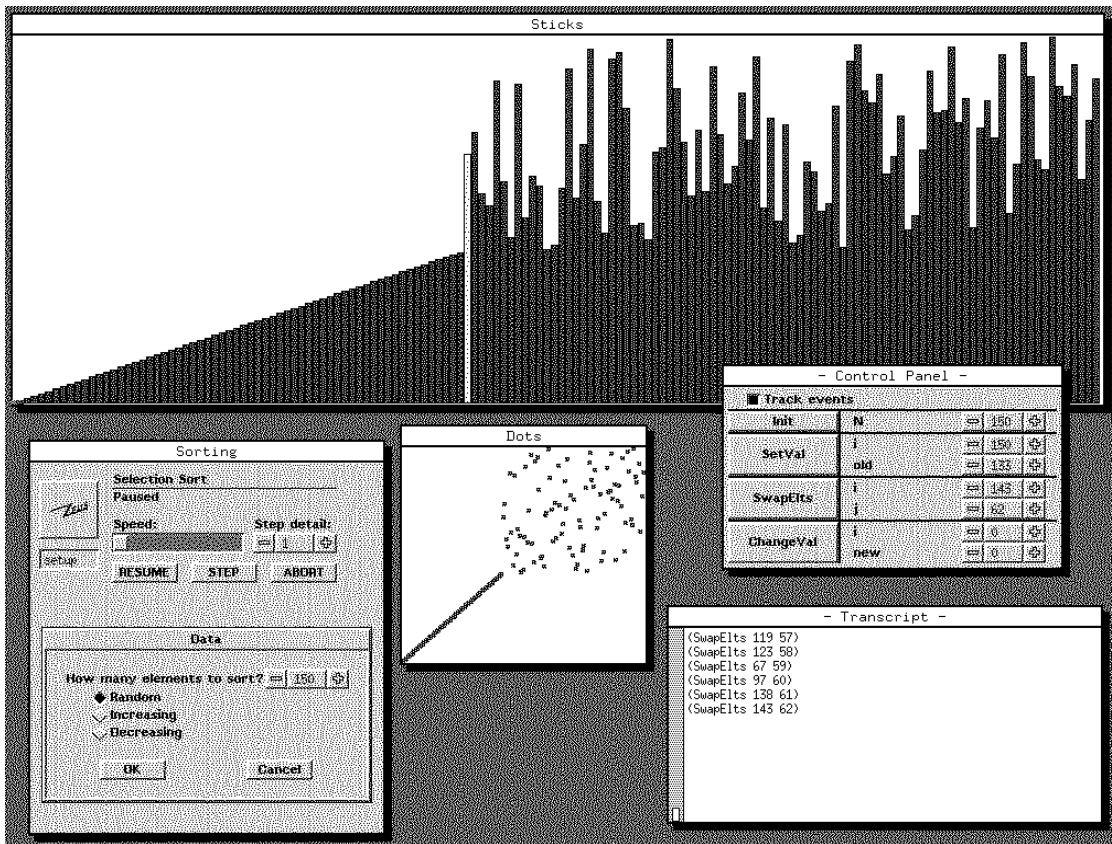 Sticks
- Control Panel -
Track events
Init N 150
SetVal i 150
old 133
SwapElts i 143
j 62
ChangeVal i 0
new 0
Sorting
Selection Sort
Paused
Zeus
Speed: Step detail:
1
setup
RESUME STEP ABORT
Data
How many elements to sort? 150
Random
Increasing
Decreasing
OK Cancel
Dots
- Transcript -
(SwapElts 119 57)
(SwapElts 123 58)
(SwapElts 67 59)
(SwapElts 97 60)
(SwapElts 138 61)
(SwapElts 143 62)